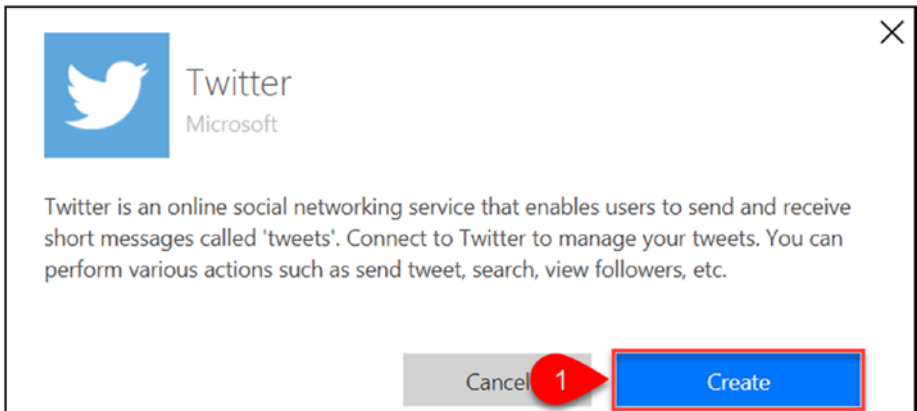 Twitter
Microsoft
Twitter is an online social networking service that enables users to send and receive
short messages called 'tweets'. Connect to Twitter to manage your tweets. You can
perform various actions such as send tweet, search, view followers, etc.
Cancel 1 Create